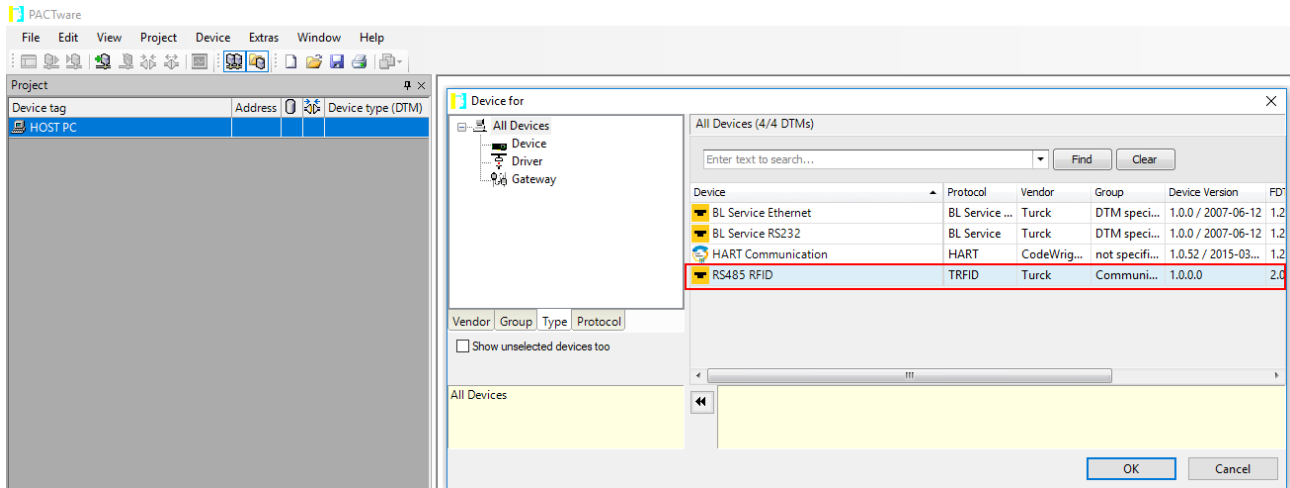 PACTware
File Edit View Project Device Extras Window Help
Project
Device tag Address Device type (DTM)
HOST PC
Device for
All Devices
Device
Driver
Gateway
Vendor Group Type Protocol
Show unselected devices too
All Devices
All Devices (4/4 DTMs)
Enter text to search... Find Clear
Device Protocol Vendor Group Device Version FDT
BL Service Ethernet BL Service ... Turck DTM speci... 1.0.0 / 2007-06-12 1.2
BL Service RS232 BL Service Turck DTM speci... 1.0.0 / 2007-06-12 1.2
HART Communication HART CodeWrig... not specifi... 1.0.52 / 2015-03... 1.2
RS485 RFID TRFID Turck Communi... 1.0.0.0 2.0
OK Cancel